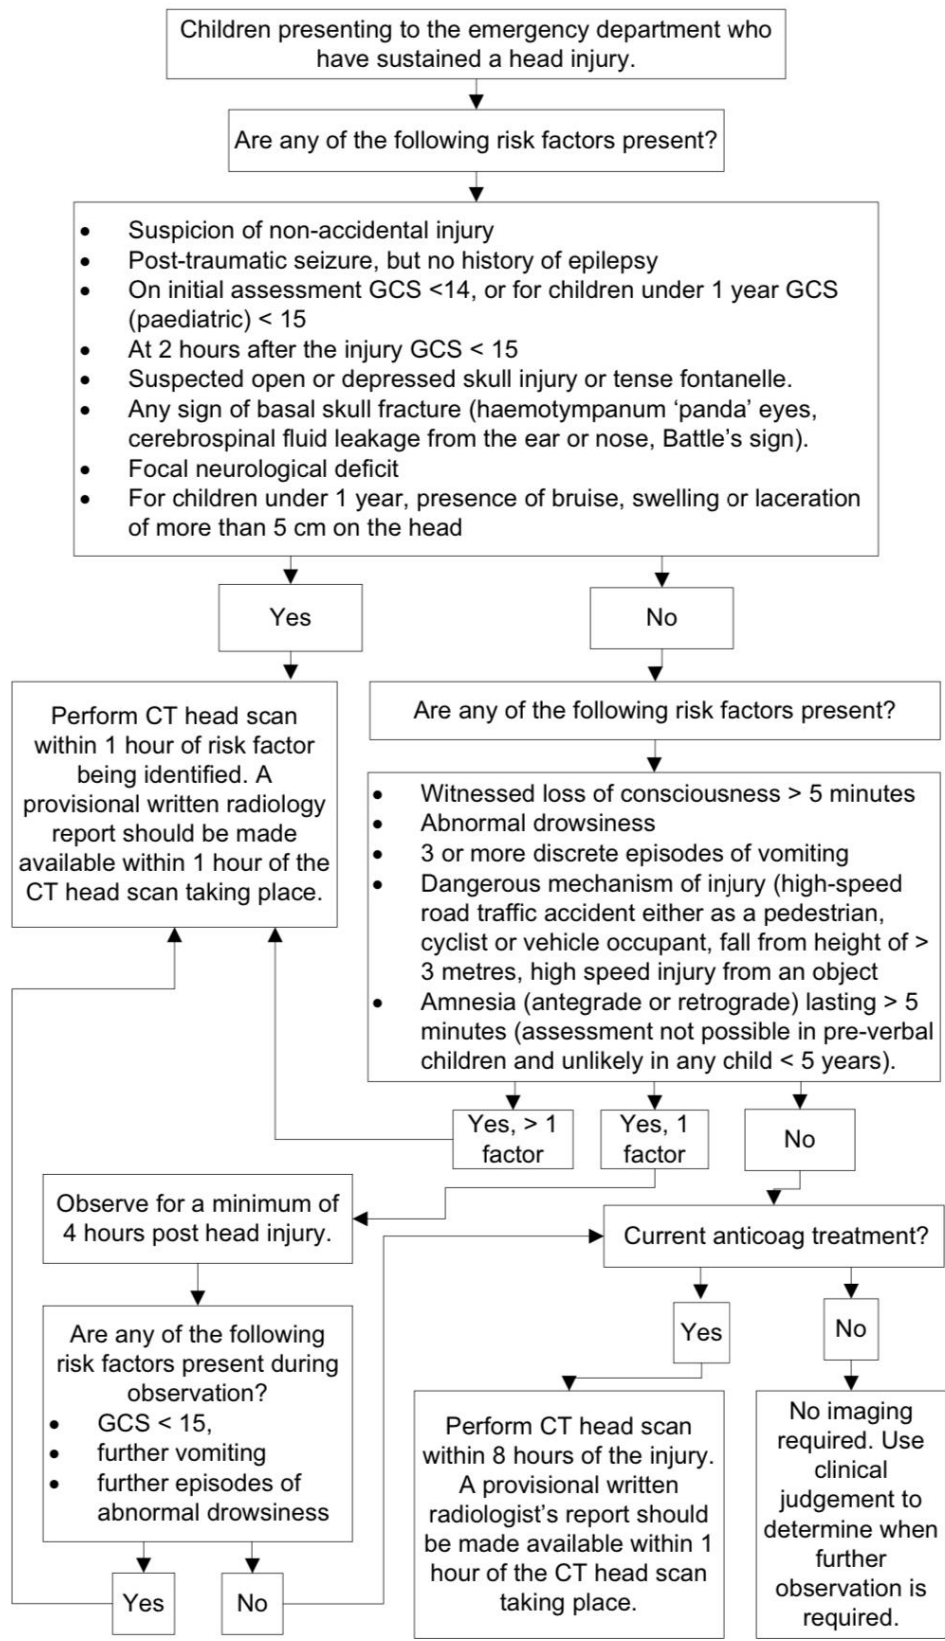 Children presenting to the emergency department who
have sustained a head injury.
Are any of the following risk factors present?
• Suspicion of non-accidental injury
• Post-traumatic seizure, but no history of epilepsy
• On initial assessment GCS <14, or for children under 1 year GCS
(paediatric) < 15
• At 2 hours after the injury GCS < 15
• Suspected open or depressed skull injury or tense fontanelle.
• Any sign of basal skull fracture (haemotympanum ‘panda’ eyes,
cerebrospinal fluid leakage from the ear or nose, Battle’s sign).
• Focal neurological deficit
• For children under 1 year, presence of bruise, swelling or laceration
of more than 5 cm on the head
Yes
No
Perform CT head scan
within 1 hour of risk factor
being identified. A
provisional written radiology
report should be made
available within 1 hour of the
CT head scan taking place.
Are any of the following risk factors present?
• Witnessed loss of consciousness > 5 minutes
• Abnormal drowsiness
• 3 or more discrete episodes of vomiting
• Dangerous mechanism of injury (high-speed
road traffic accident either as a pedestrian,
cyclist or vehicle occupant, fall from height of >
3 metres, high speed injury from an object
• Amnesia (antegrade or retrograde) lasting > 5
minutes (assessment not possible in pre-verbal
children and unlikely in any child < 5 years).
Yes, > 1
factor
Yes, 1
factor
No
Observe for a minimum of
4 hours post head injury.
Current anticoag treatment?
Are any of the following
risk factors present during
observation?
• GCS < 15,
• further vomiting
• further episodes of
abnormal drowsiness
Yes
No
Yes
No
Perform CT head scan
within 8 hours of the injury.
A provisional written
radiologist’s report should
be made available within 1
hour of the CT head scan
taking place.
No imaging
required. Use
clinical
judgement to
determine when
further
observation is
required.